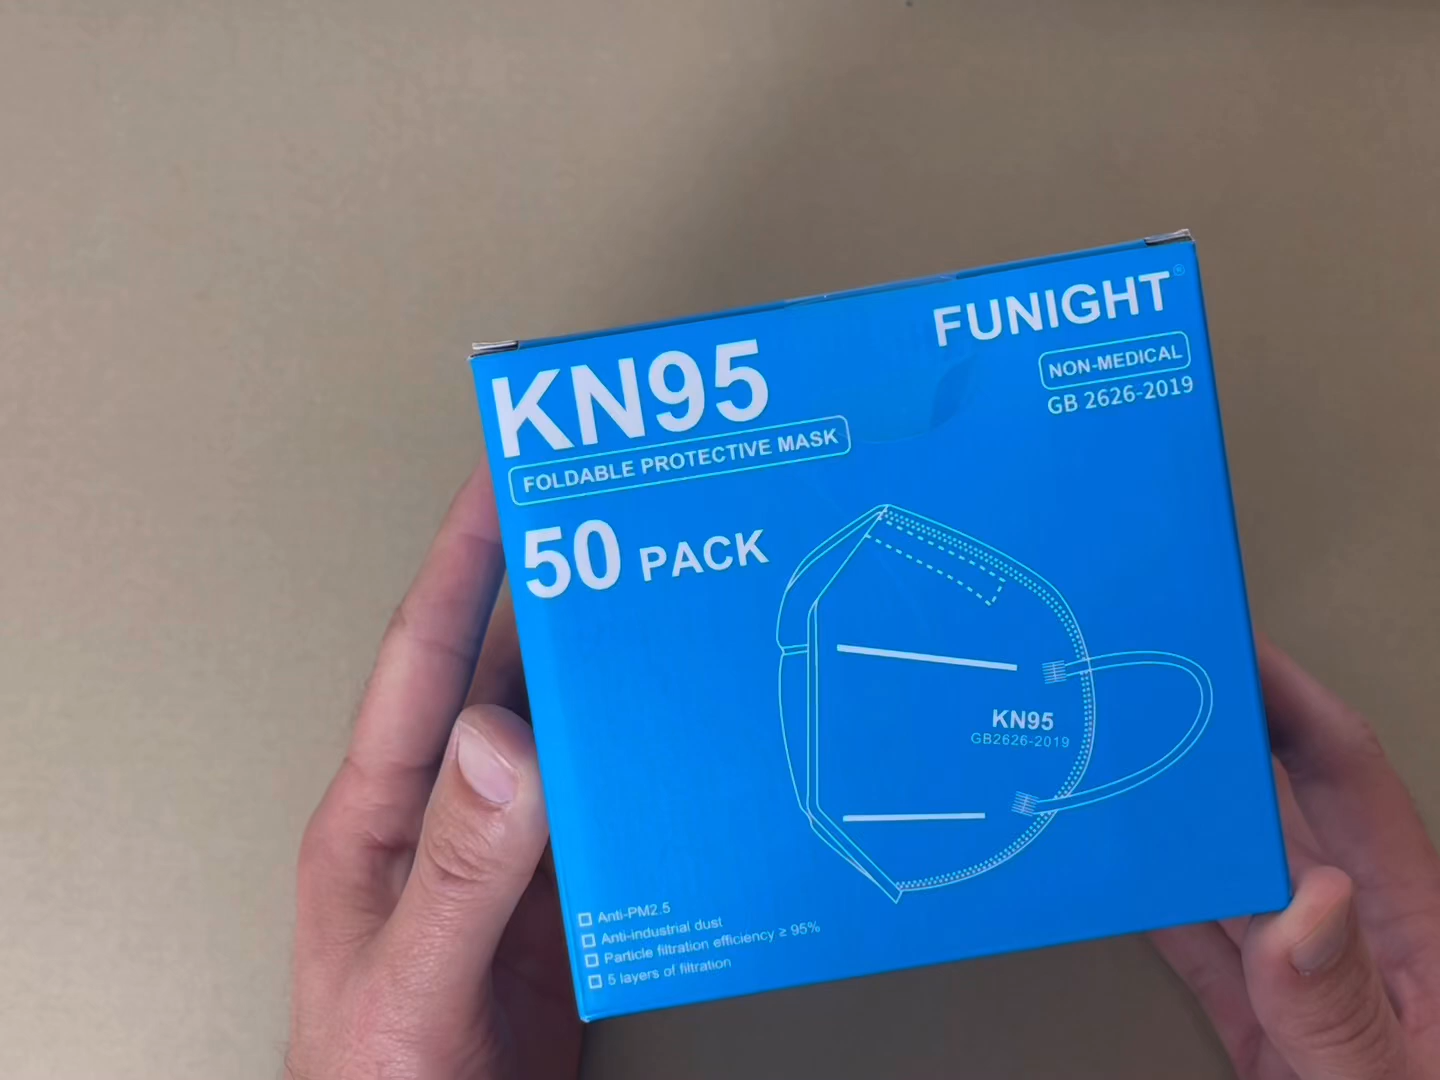 KN95
FOLDABLE PROTECTIVE MASK
50 PACK
FUNIGHT®
NON-MEDICAL
GB 2626-2019
KN95
GB2626-2019
Anti-PM2.5
Anti-industrial dust
Particle filtration efficiency ≥ 95%
5 layers of filtration